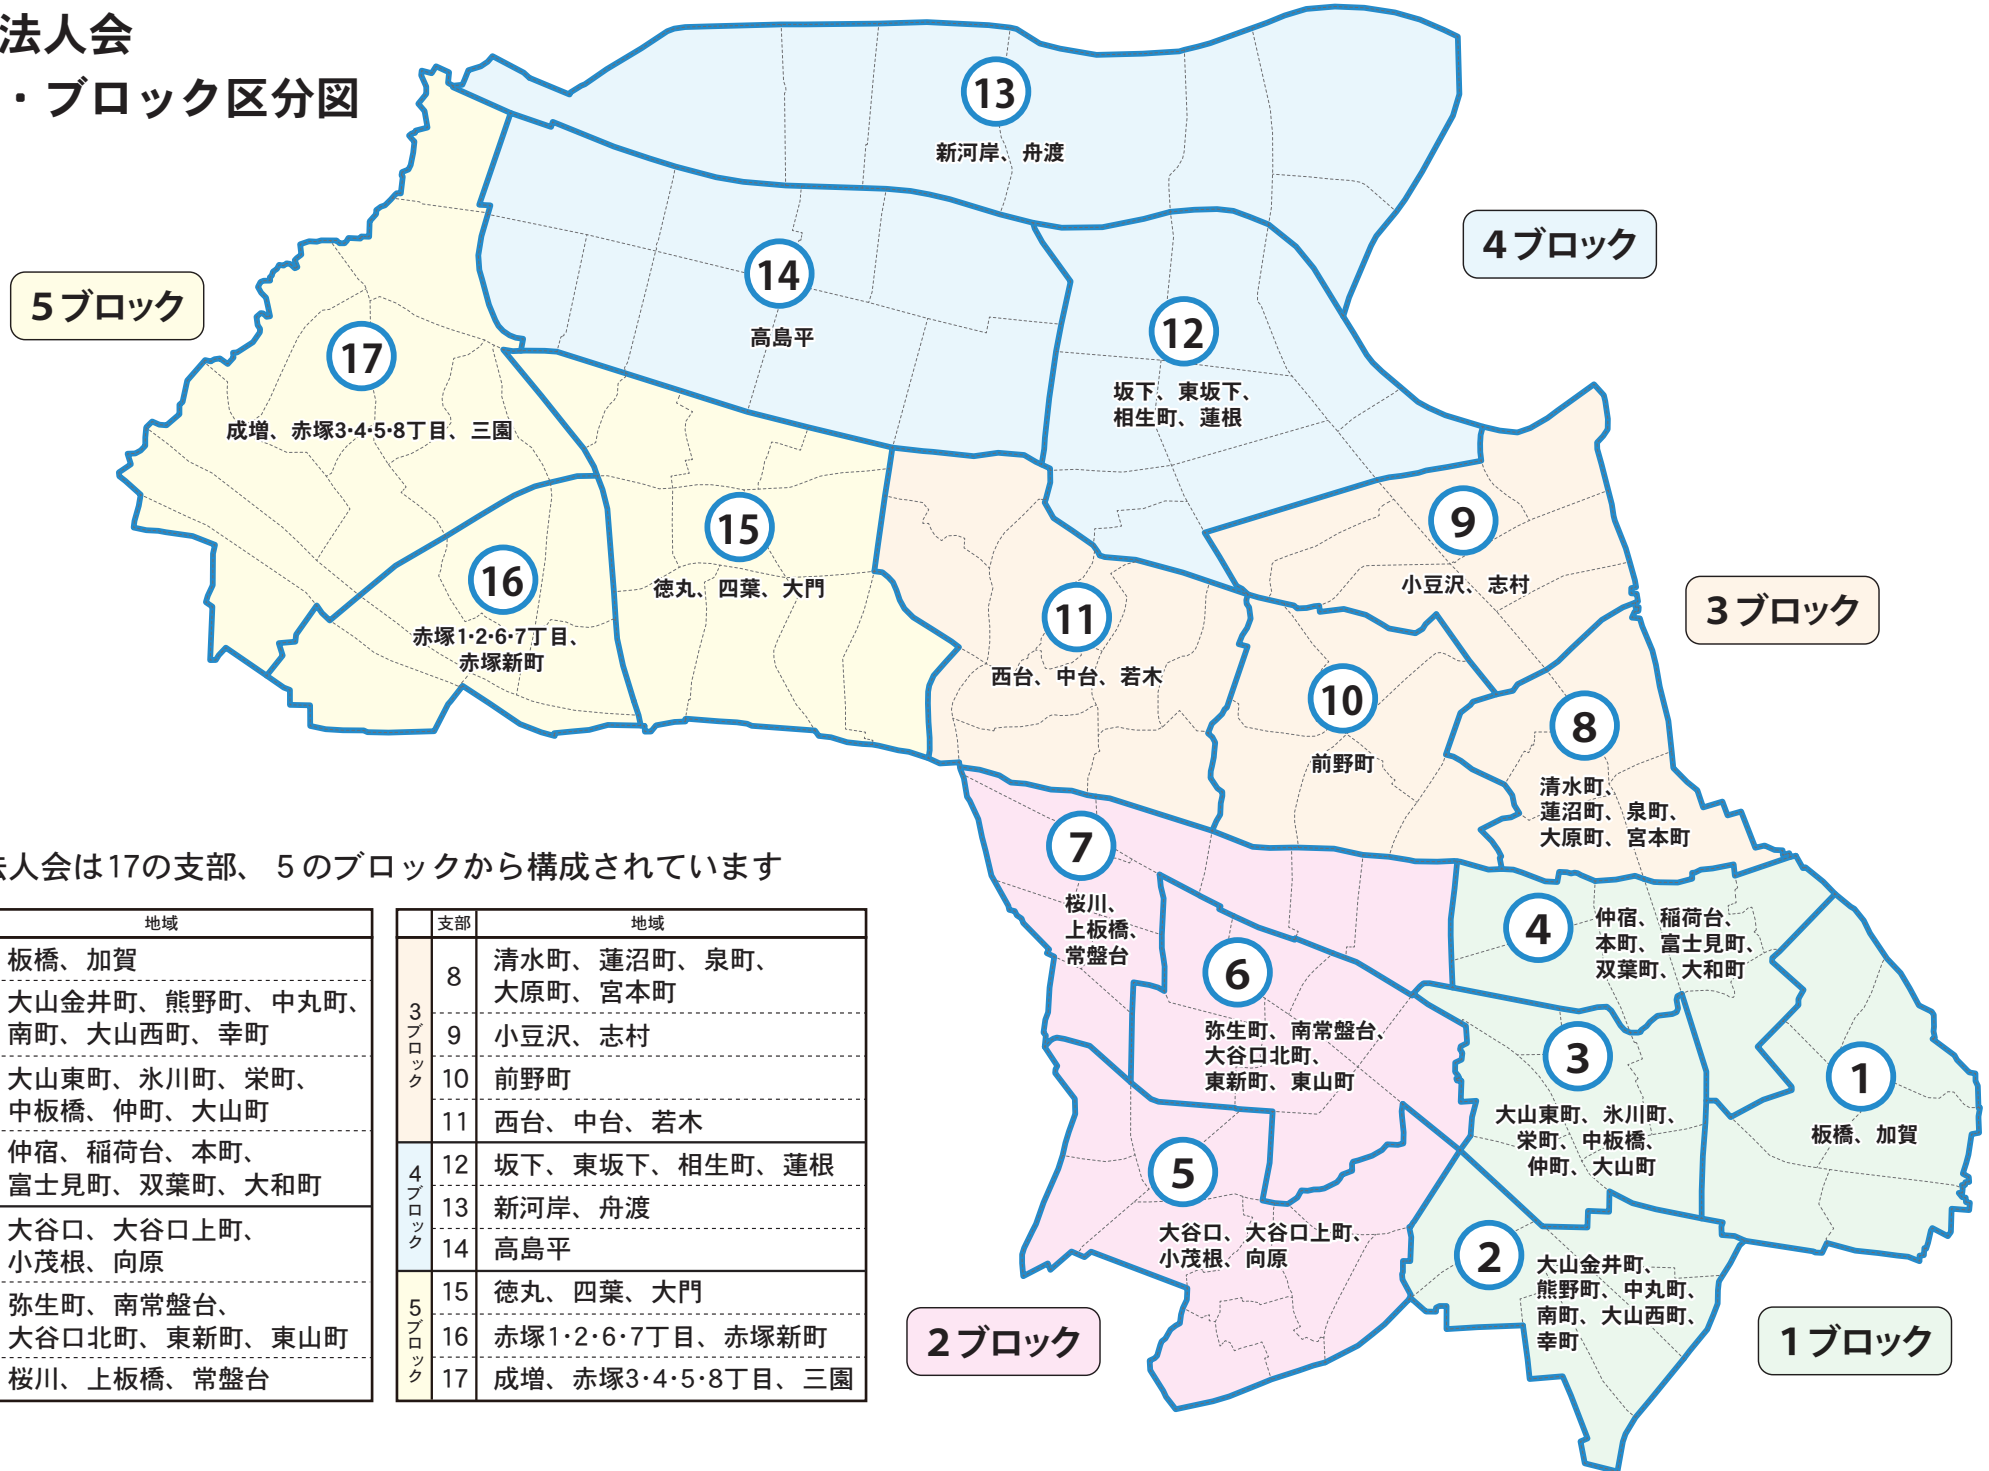 法人会
・ブロック区分図
13
新河岸、舟渡
4ブロック
14
高島平
12
坂下、東坂下、
相生町、蓮根
5ブロック
17
成増、赤塚3・4・5・8丁目、三園
16
赤塚1・2・6・7丁目、
赤塚新町
15
徳丸、四葉、大門
11
西台、中台、若木
9
小豆沢、志村
3ブロック
10
前野町
8
清水町、
蓮沼町、泉町、
大原町、宮本町
7
桜川、
上板橋、
常盤台
6
弥生町、南常盤台、
大谷口北町、
東新町、東山町
4
仲宿、稲荷台、
本町、富士見町、
双葉町、大和町
3
大山東町、氷川町、
栄町、中板橋、
仲町、大山町
1
板橋、加賀
5
大谷口、大谷口上町、
小茂根、向原
2
大山金井町、
熊野町、中丸町、
南町、大山西町、
幸町
2ブロック
1ブロック
法人会は17の支部、5のブロックから構成されています
地域
板橋、加賀
大山金井町、熊野町、中丸町、
南町、大山西町、幸町
大山東町、氷川町、栄町、
中板橋、仲町、大山町
仲宿、稲荷台、本町、
富士見町、双葉町、大和町
大谷口、大谷口上町、
小茂根、向原
弥生町、南常盤台、
大谷口北町、東新町、東山町
桜川、上板橋、常盤台
支部 地域
3ブロック
8 清水町、蓮沼町、泉町、
大原町、宮本町
9 小豆沢、志村
10 前野町
11 西台、中台、若木
4ブロック
12 坂下、東坂下、相生町、蓮根
13 新河岸、舟渡
14 高島平
5ブロック
15 徳丸、四葉、大門
16 赤塚1・2・6・7丁目、赤塚新町
17 成増、赤塚3・4・5・8丁目、三園